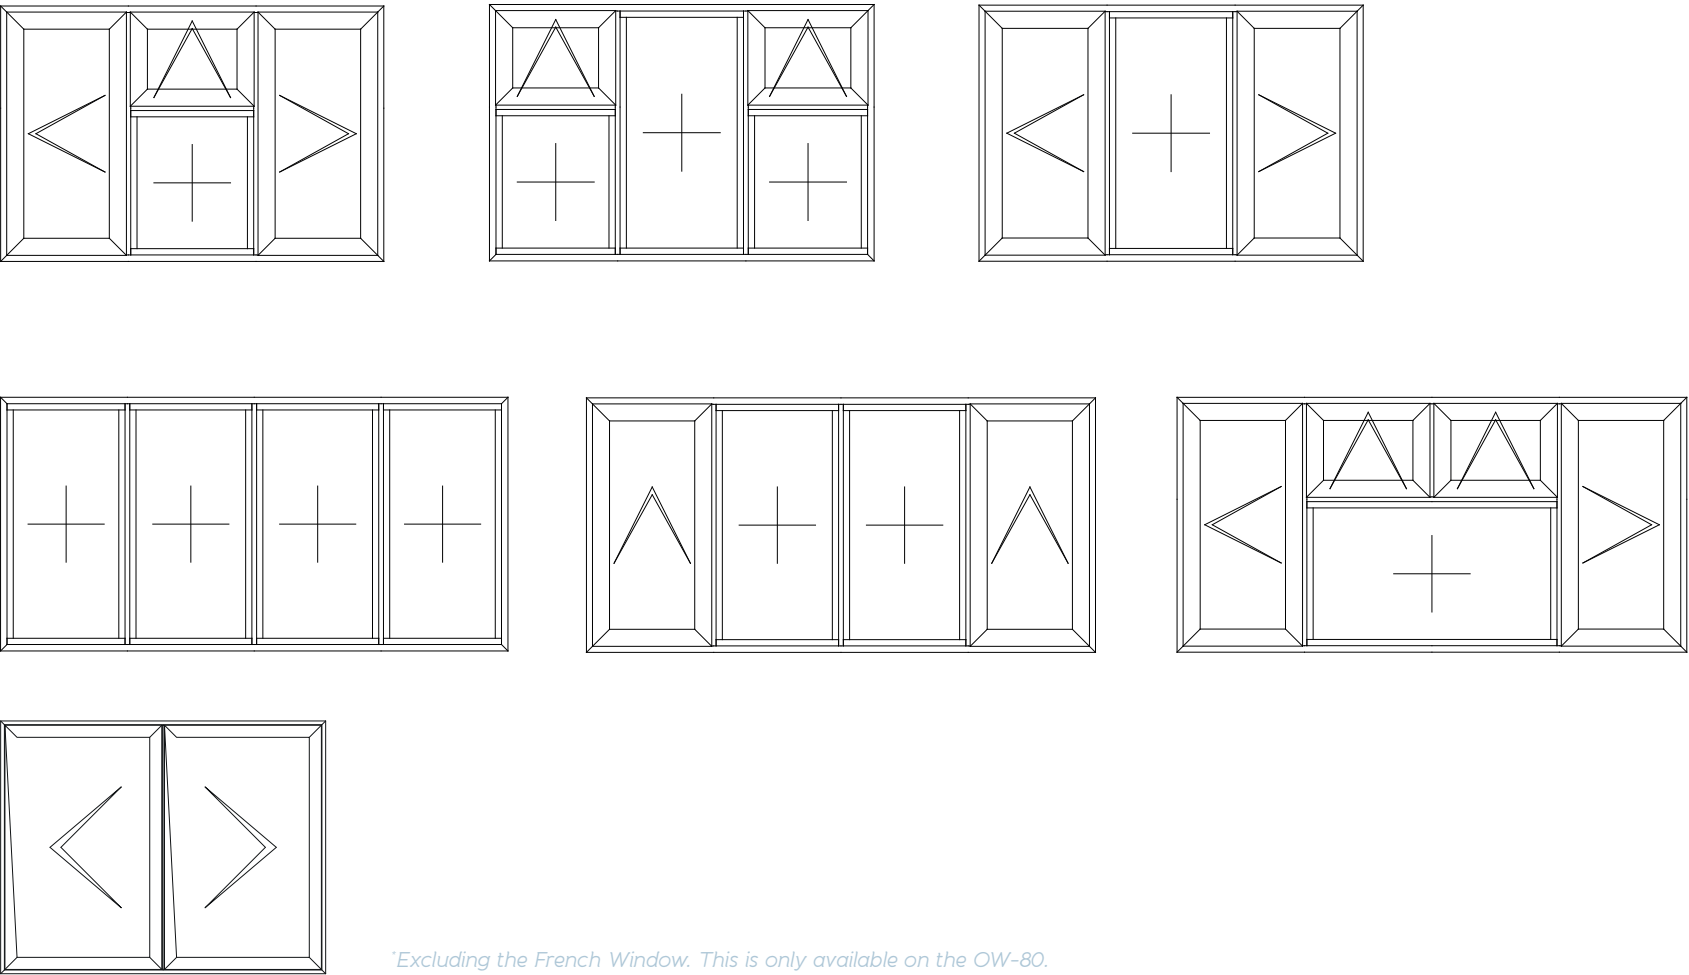 *Excluding the French Window. This is only available on the OW-80.